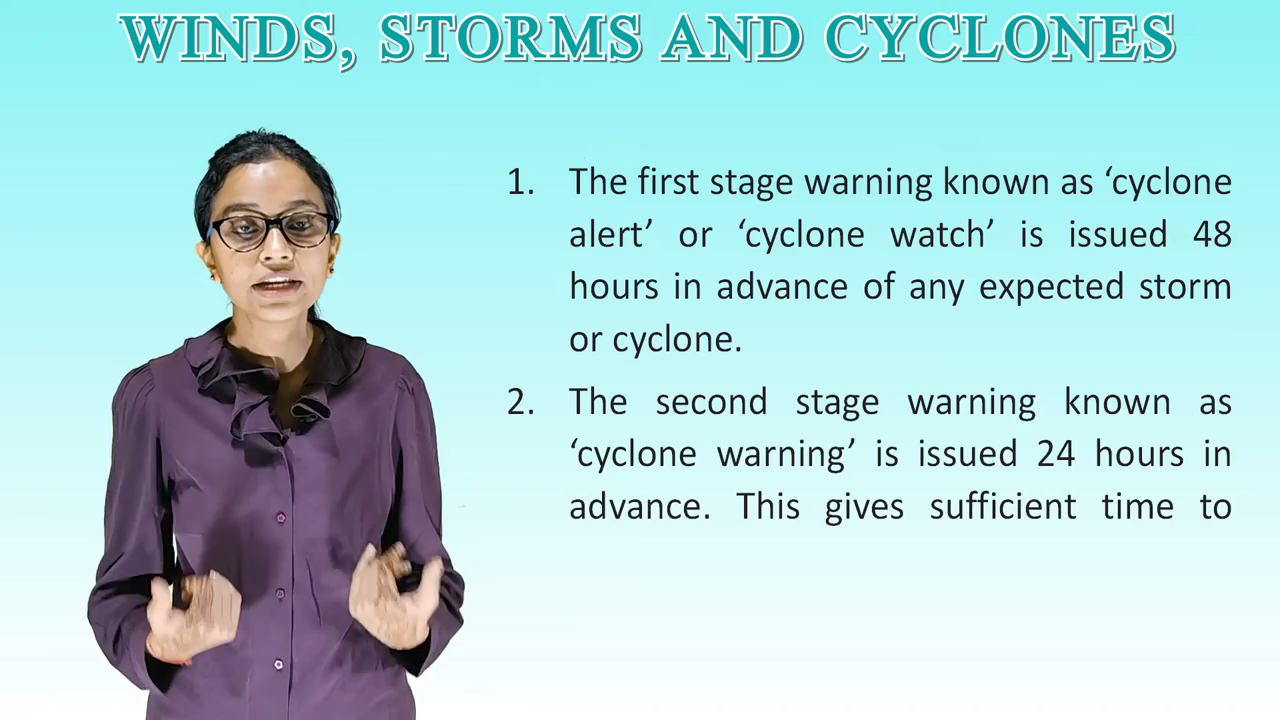 WINDS, STORMS AND CYCLONES
1. The first stage warning known as ‘cyclone
alert’ or ‘cyclone watch’ is issued 48
hours in advance of any expected storm
or cyclone.
2. The second stage warning known as
‘cyclone warning’ is issued 24 hours in
advance. This gives sufficient time to